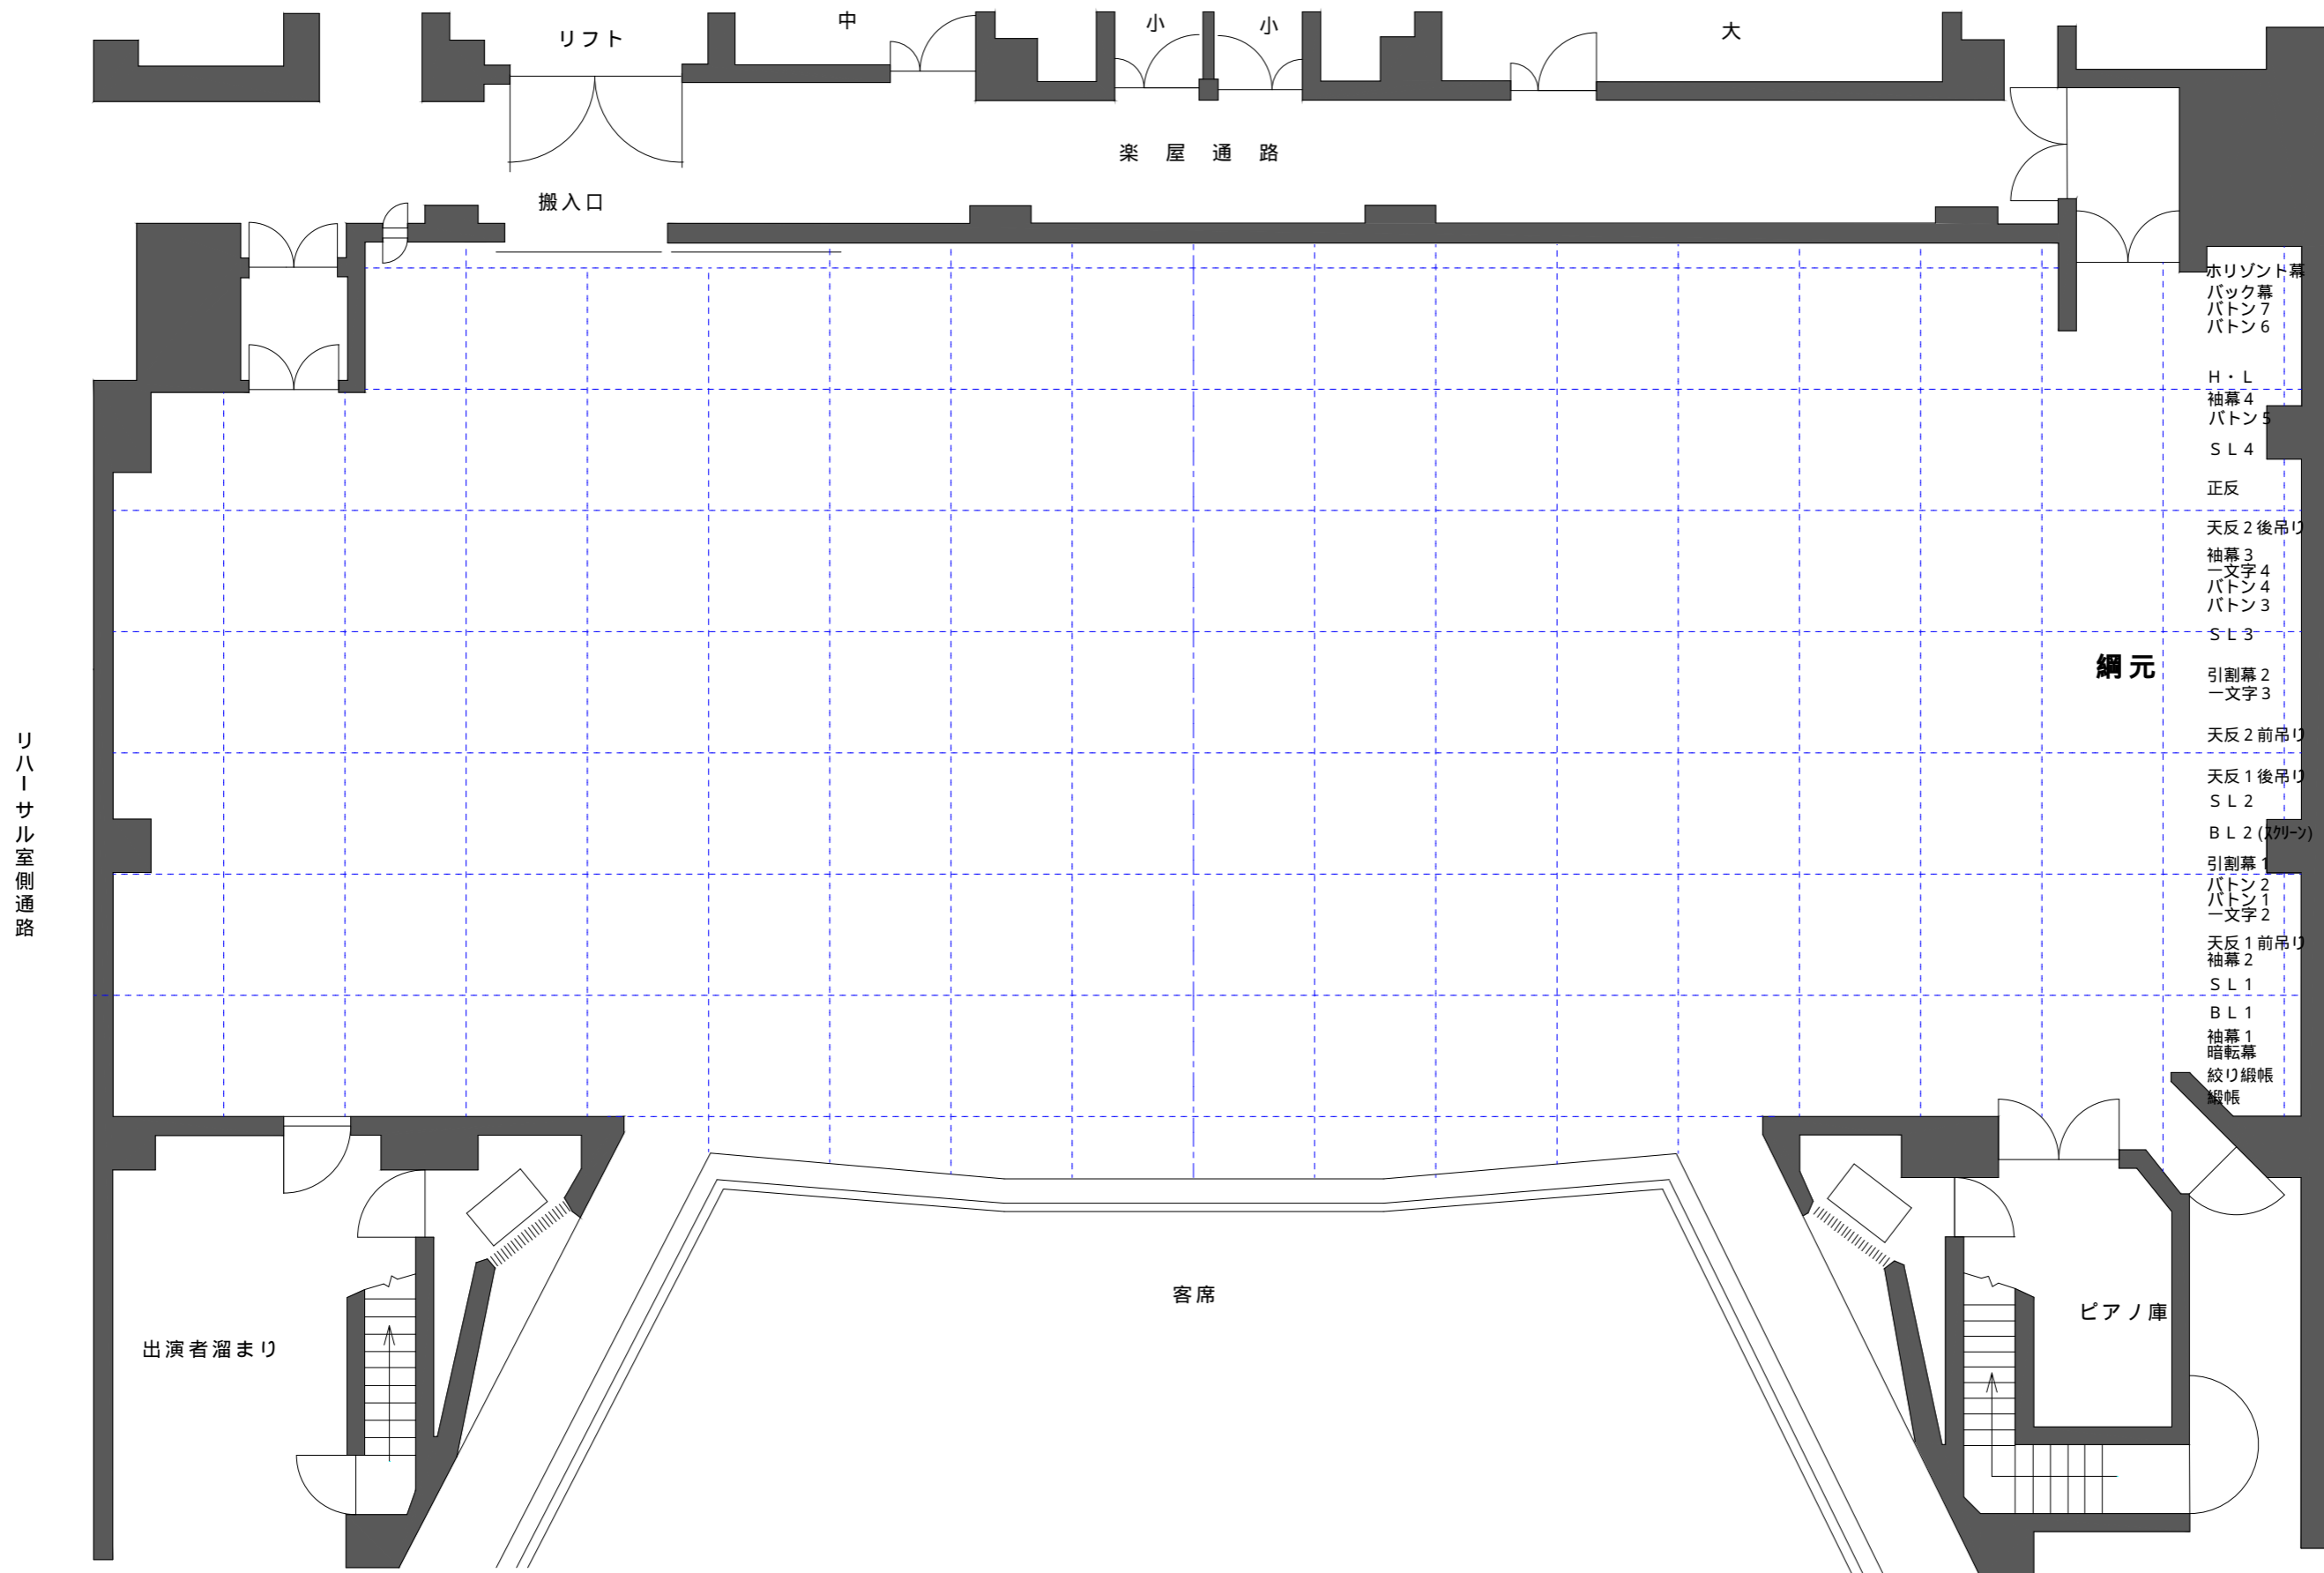 リフト
中
小
小
大
楽屋通路
搬入口
ホリゾント幕
バック幕
バトン7
バトン6
H・L
袖幕4
バトン5
SL4
正反
天反2後吊り
袖幕3
一文字4
バトン4
バトン3
SL3
綱元
引割幕2
一文字3
天反2前吊り
リハーサル室側通路
天反1後吊り
SL2
BL2(ｽｸﾘｰﾝ)
引割幕1
バトン2
バトン1
一文字2
天反1前吊り
袖幕2
SL1
BL1
袖幕1
暗転幕
絞り緞帳
緞帳
客席
ピアノ庫
出演者溜まり